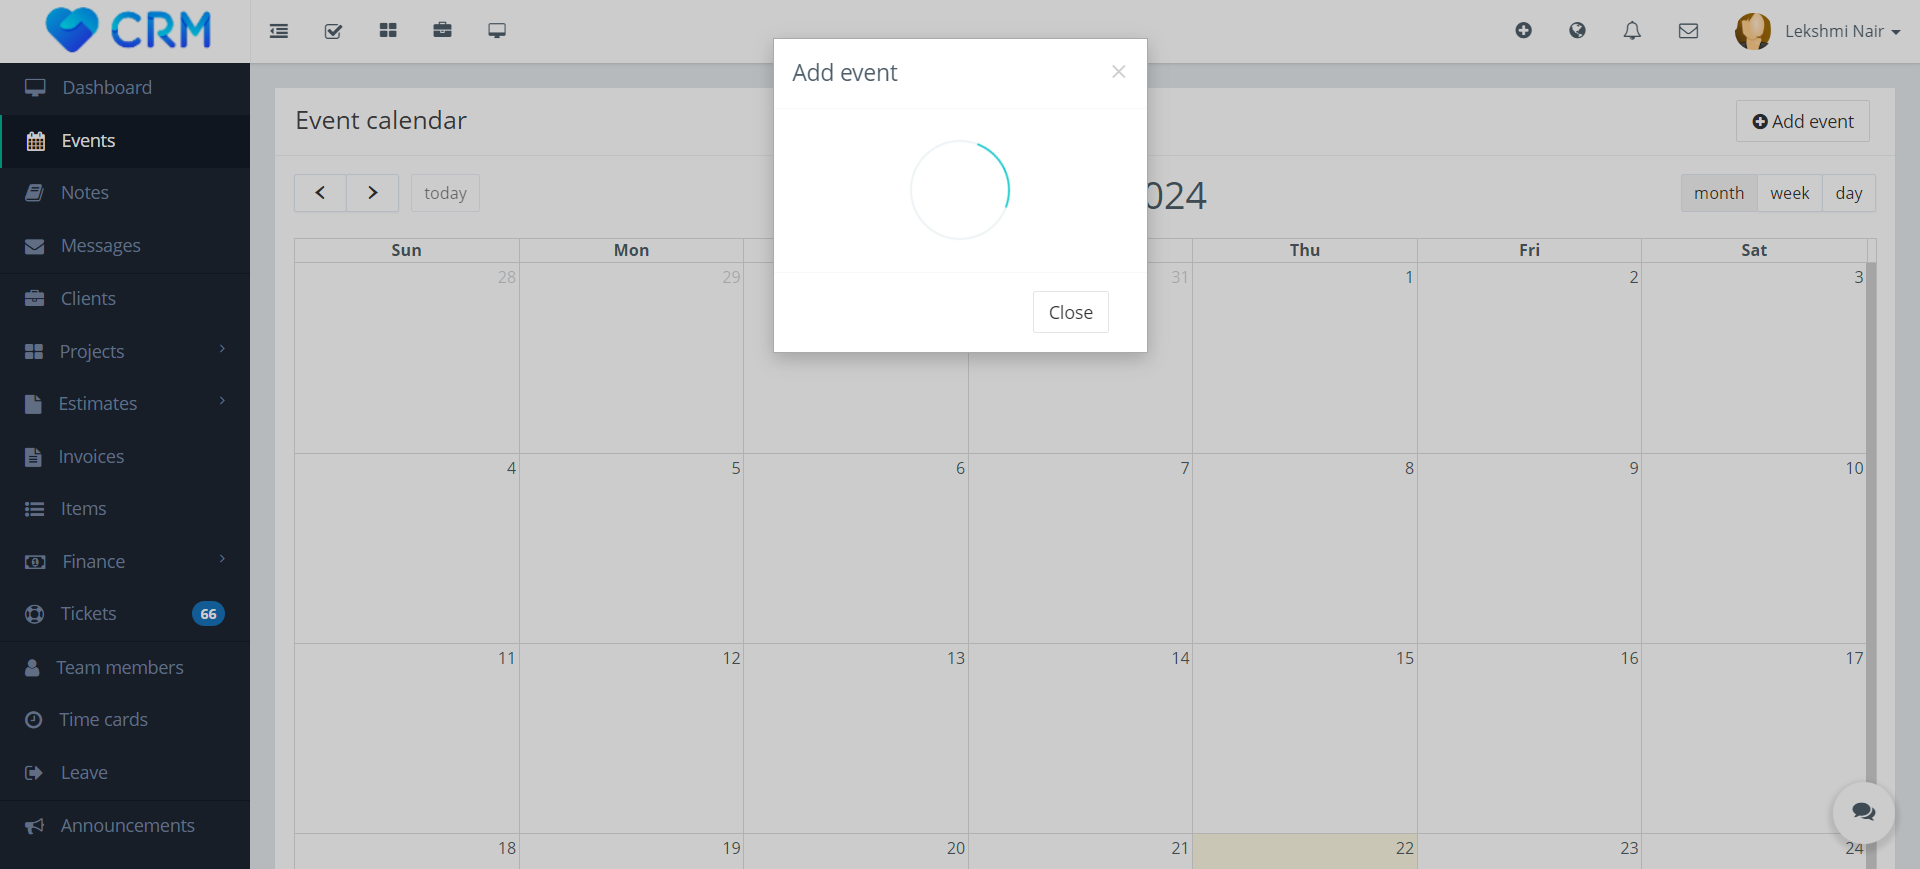 CRM
Lekshmi Nair
Dashboard
Events
Notes
Messages
Clients
Projects
Estimates
Invoices
Items
Finance
Tickets 66
Team members
Time cards
Leave
Announcements
Event calendar
Add event
today
month week day
Add event
×
Close
Sun Mon Thu Fri Sat
28 29 31 1 2 3
4 5 6 7 8 9 10
11 12 13 14 15 16 17
18 19 20 21 22 23 24